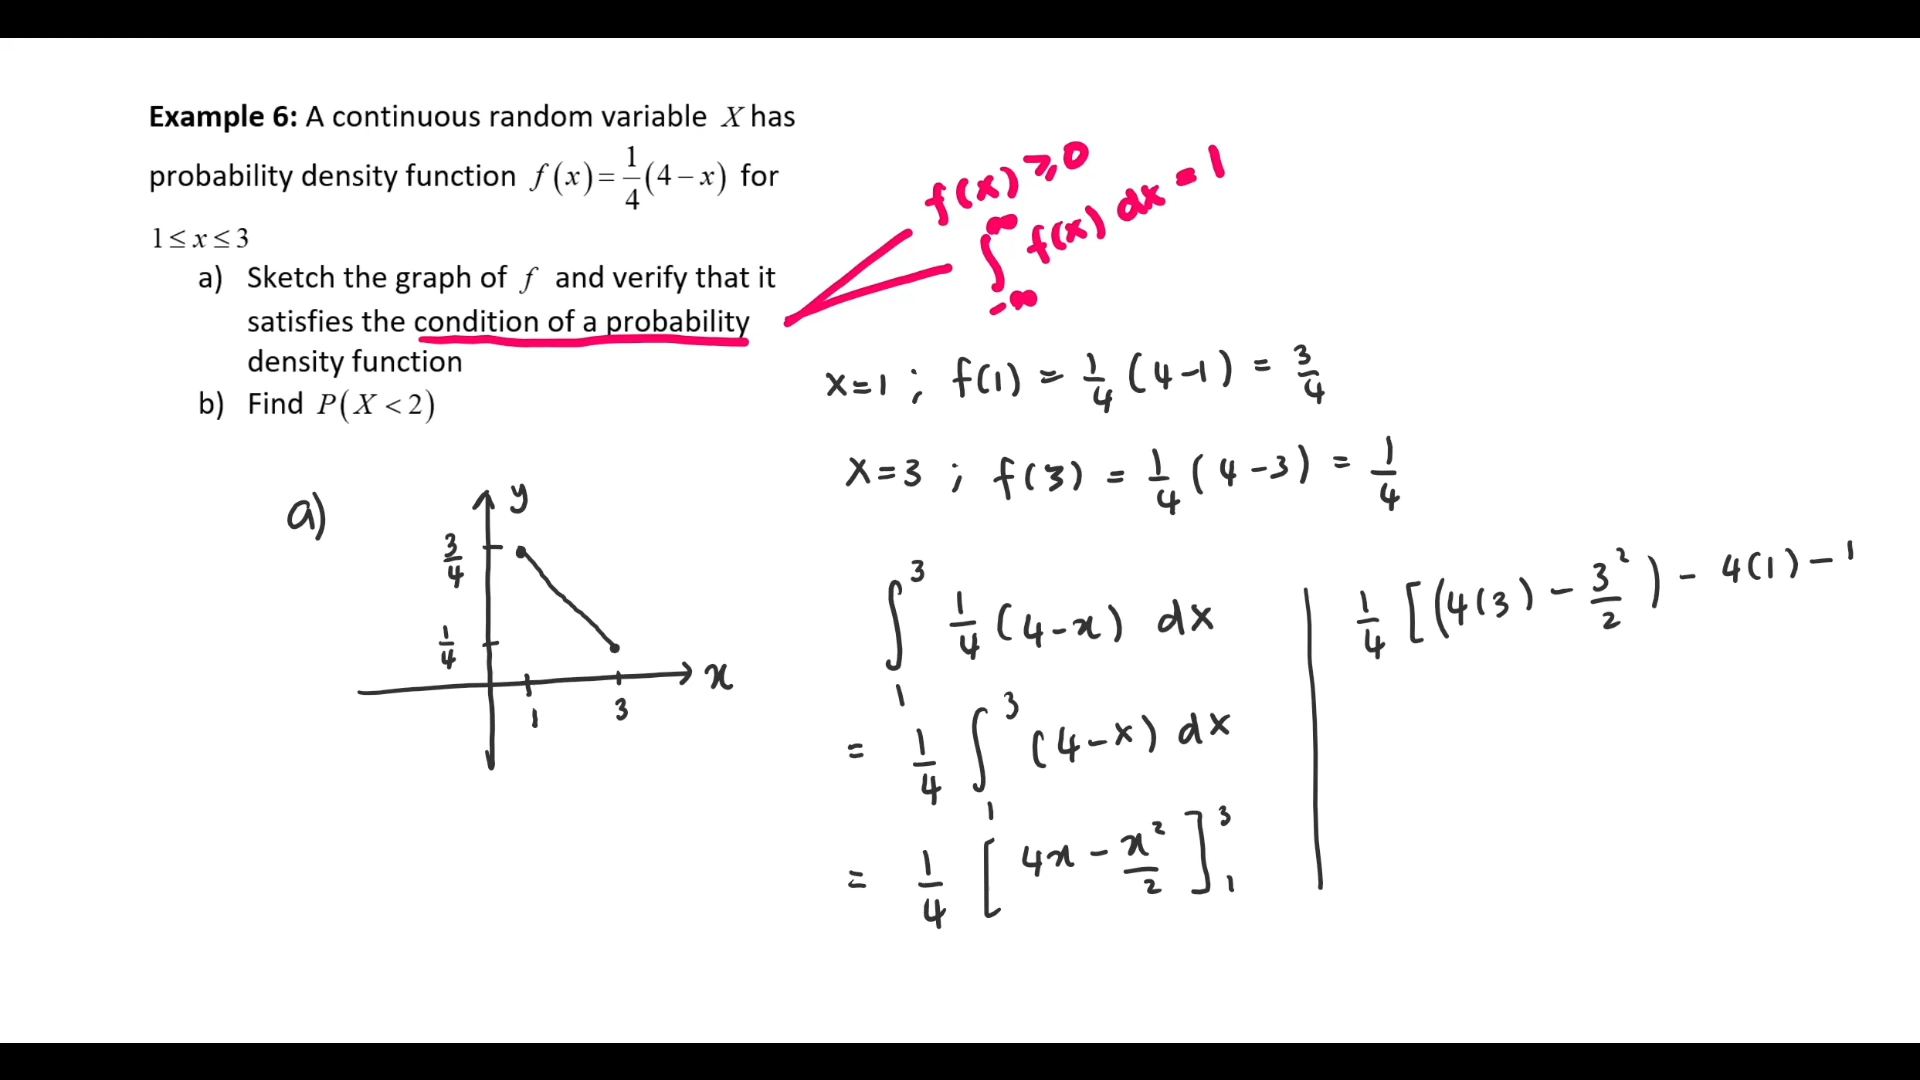 Example 6: A continuous random variable X has
probability density function f(x) = 1/4 (4 − x) for
1 ≤ x ≤ 3
a) Sketch the graph of f and verify that it
satisfies the condition of a probability
density function
b) Find P(X < 2)
f(x) ⩾ 0
∫_{-∞}^{∞} f(x) dx = 1
x=1 ; f(1) = 1/4 (4-1) = 3/4
x=3 ; f(3) = 1/4 (4-3) = 1/4
a)
y
3/4
1/4
x
1 3
∫_1^3 1/4 (4-x) dx
= 1/4 ∫_1^3 (4-x) dx
= 1/4 [4x - x²/2]_1^3
1/4 [(4(3) - 3²/2) - 4(1) - 1